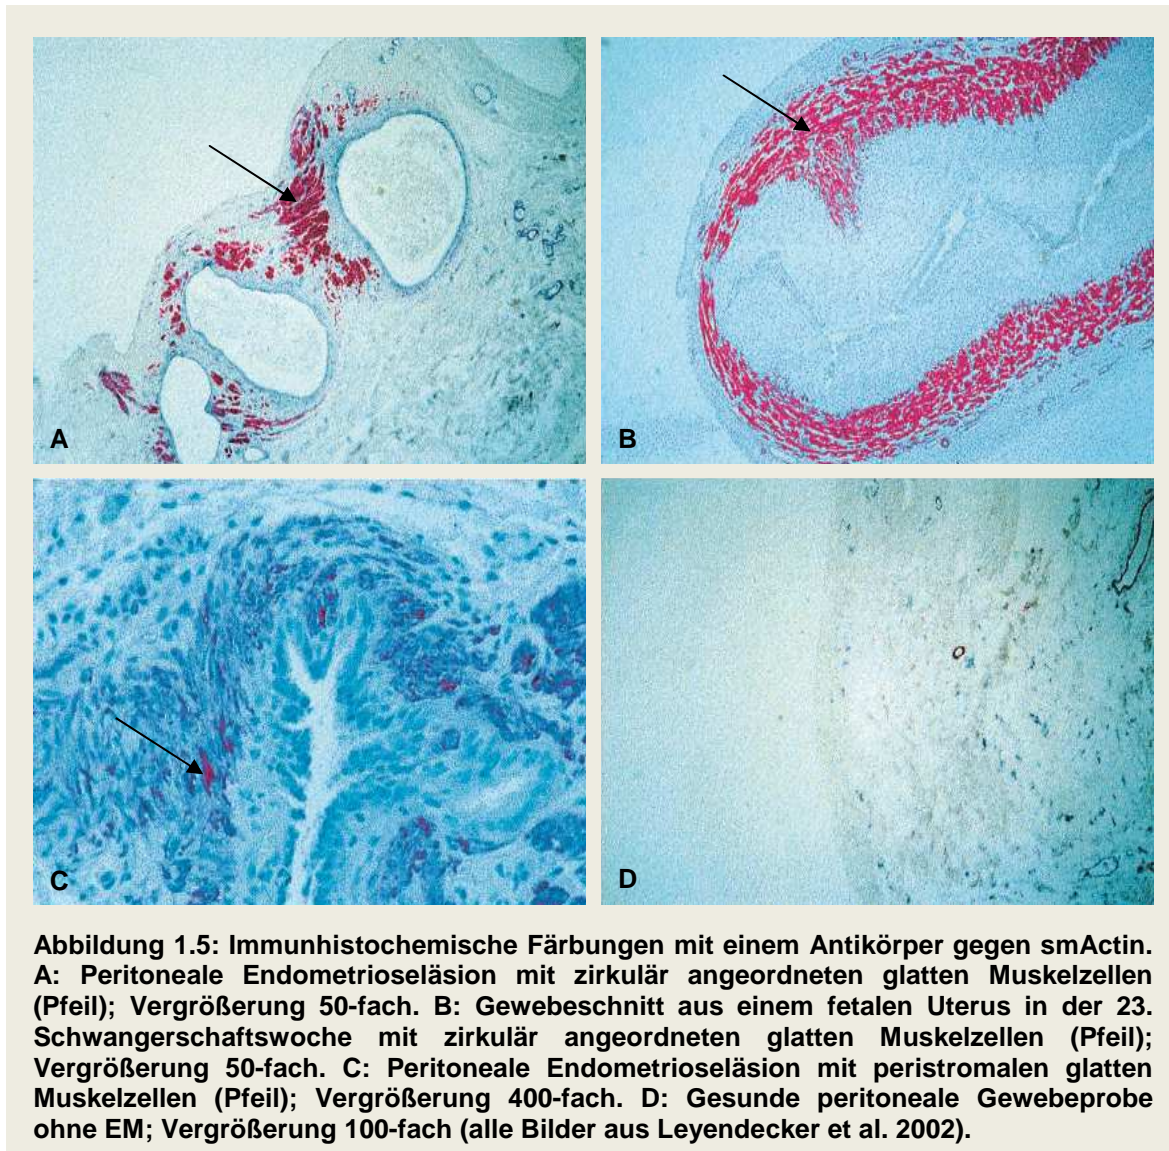 A
B
C
D
Abbildung 1.5: Immunhistochemische Färbungen mit einem Antikörper gegen smActin.
A: Peritoneale Endometrioseläsion mit zirkulär angeordneten glatten Muskelzellen
(Pfeil); Vergrößerung 50-fach. B: Gewebeschnitt aus einem fetalen Uterus in der 23.
Schwangerschaftswoche mit zirkulär angeordneten glatten Muskelzellen (Pfeil);
Vergrößerung 50-fach. C: Peritoneale Endometrioseläsion mit peristromalen glatten
Muskelzellen (Pfeil); Vergrößerung 400-fach. D: Gesunde peritoneale Gewebeprobe
ohne EM; Vergrößerung 100-fach (alle Bilder aus Leyendecker et al. 2002).